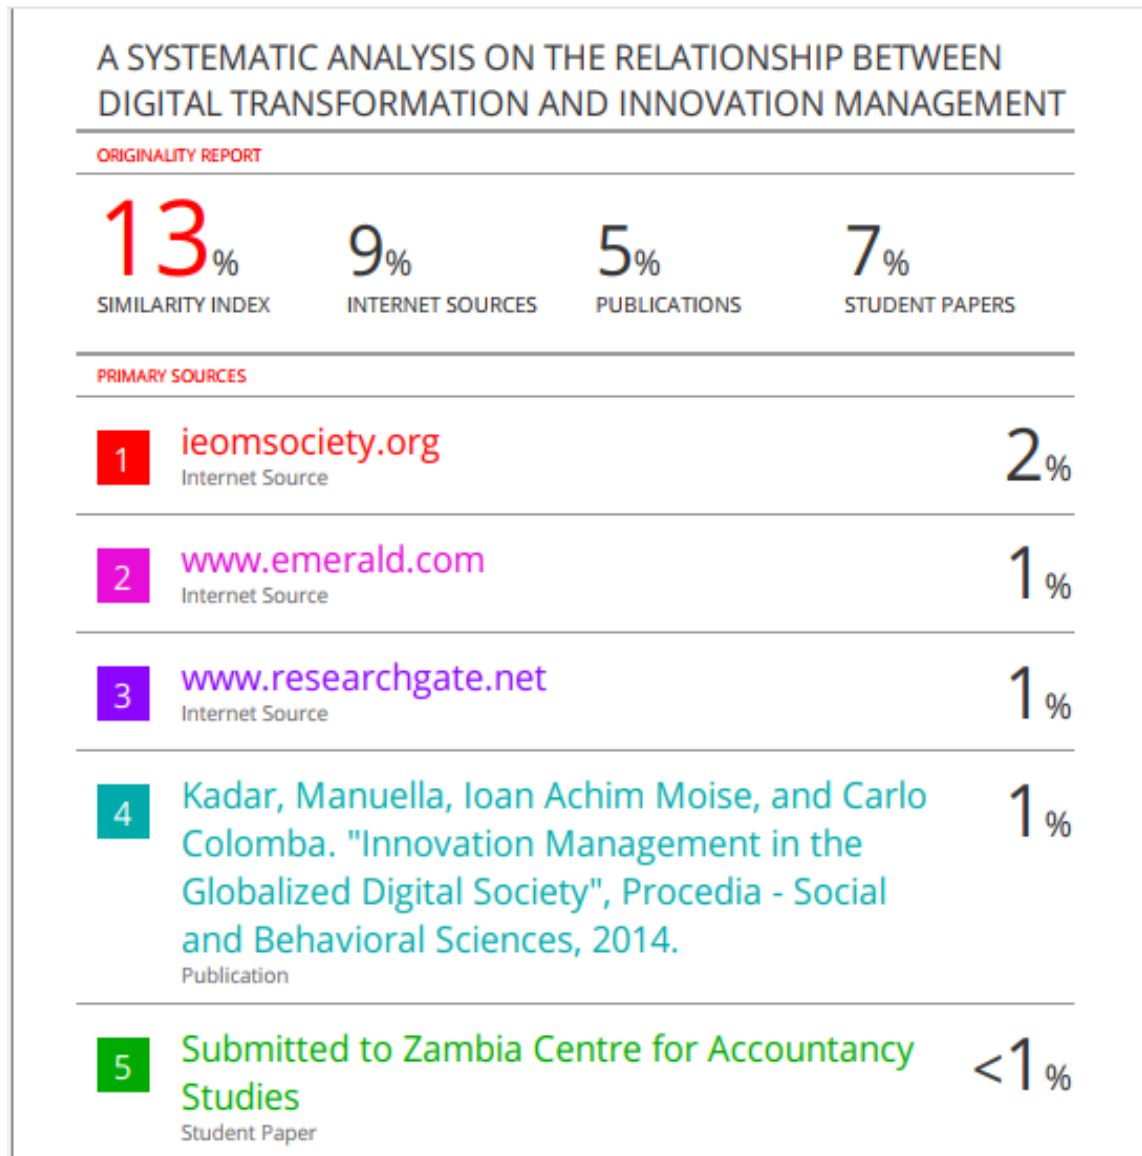 A SYSTEMATIC ANALYSIS ON THE RELATIONSHIP BETWEEN
DIGITAL TRANSFORMATION AND INNOVATION MANAGEMENT
ORIGINALITY REPORT
13% 9% 5% 7%
SIMILARITY INDEX INTERNET SOURCES PUBLICATIONS STUDENT PAPERS
PRIMARY SOURCES
1 ieomsociety.org 2%
Internet Source
2 www.emerald.com 1%
Internet Source
3 www.researchgate.net 1%
Internet Source
4 Kadar, Manuella, Ioan Achim Moise, and Carlo 1%
Colomba. "Innovation Management in the
Globalized Digital Society", Procedia - Social
and Behavioral Sciences, 2014.
Publication
5 Submitted to Zambia Centre for Accountancy <1%
Studies
Student Paper